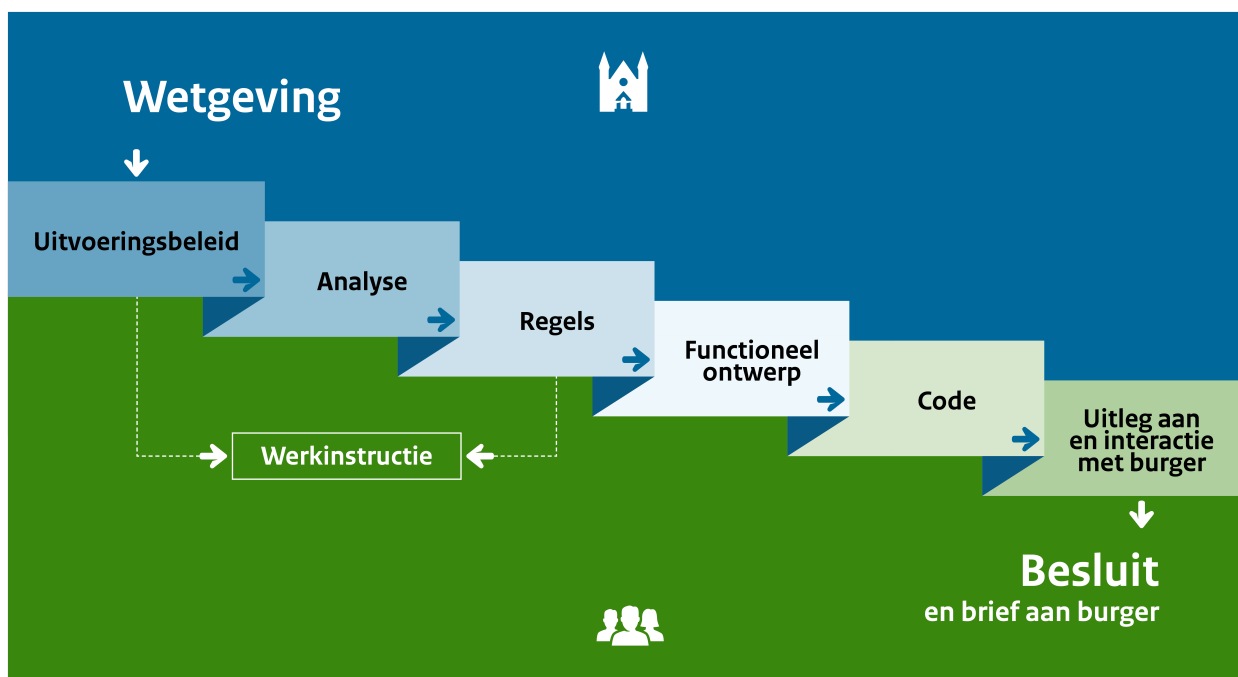 Wetgeving
Uitvoeringsbeleid
Analyse
Regels
Functioneel
ontwerp
Code
Uitleg aan
en interactie
met burger
Werkinstructie
Besluit
en brief aan burger